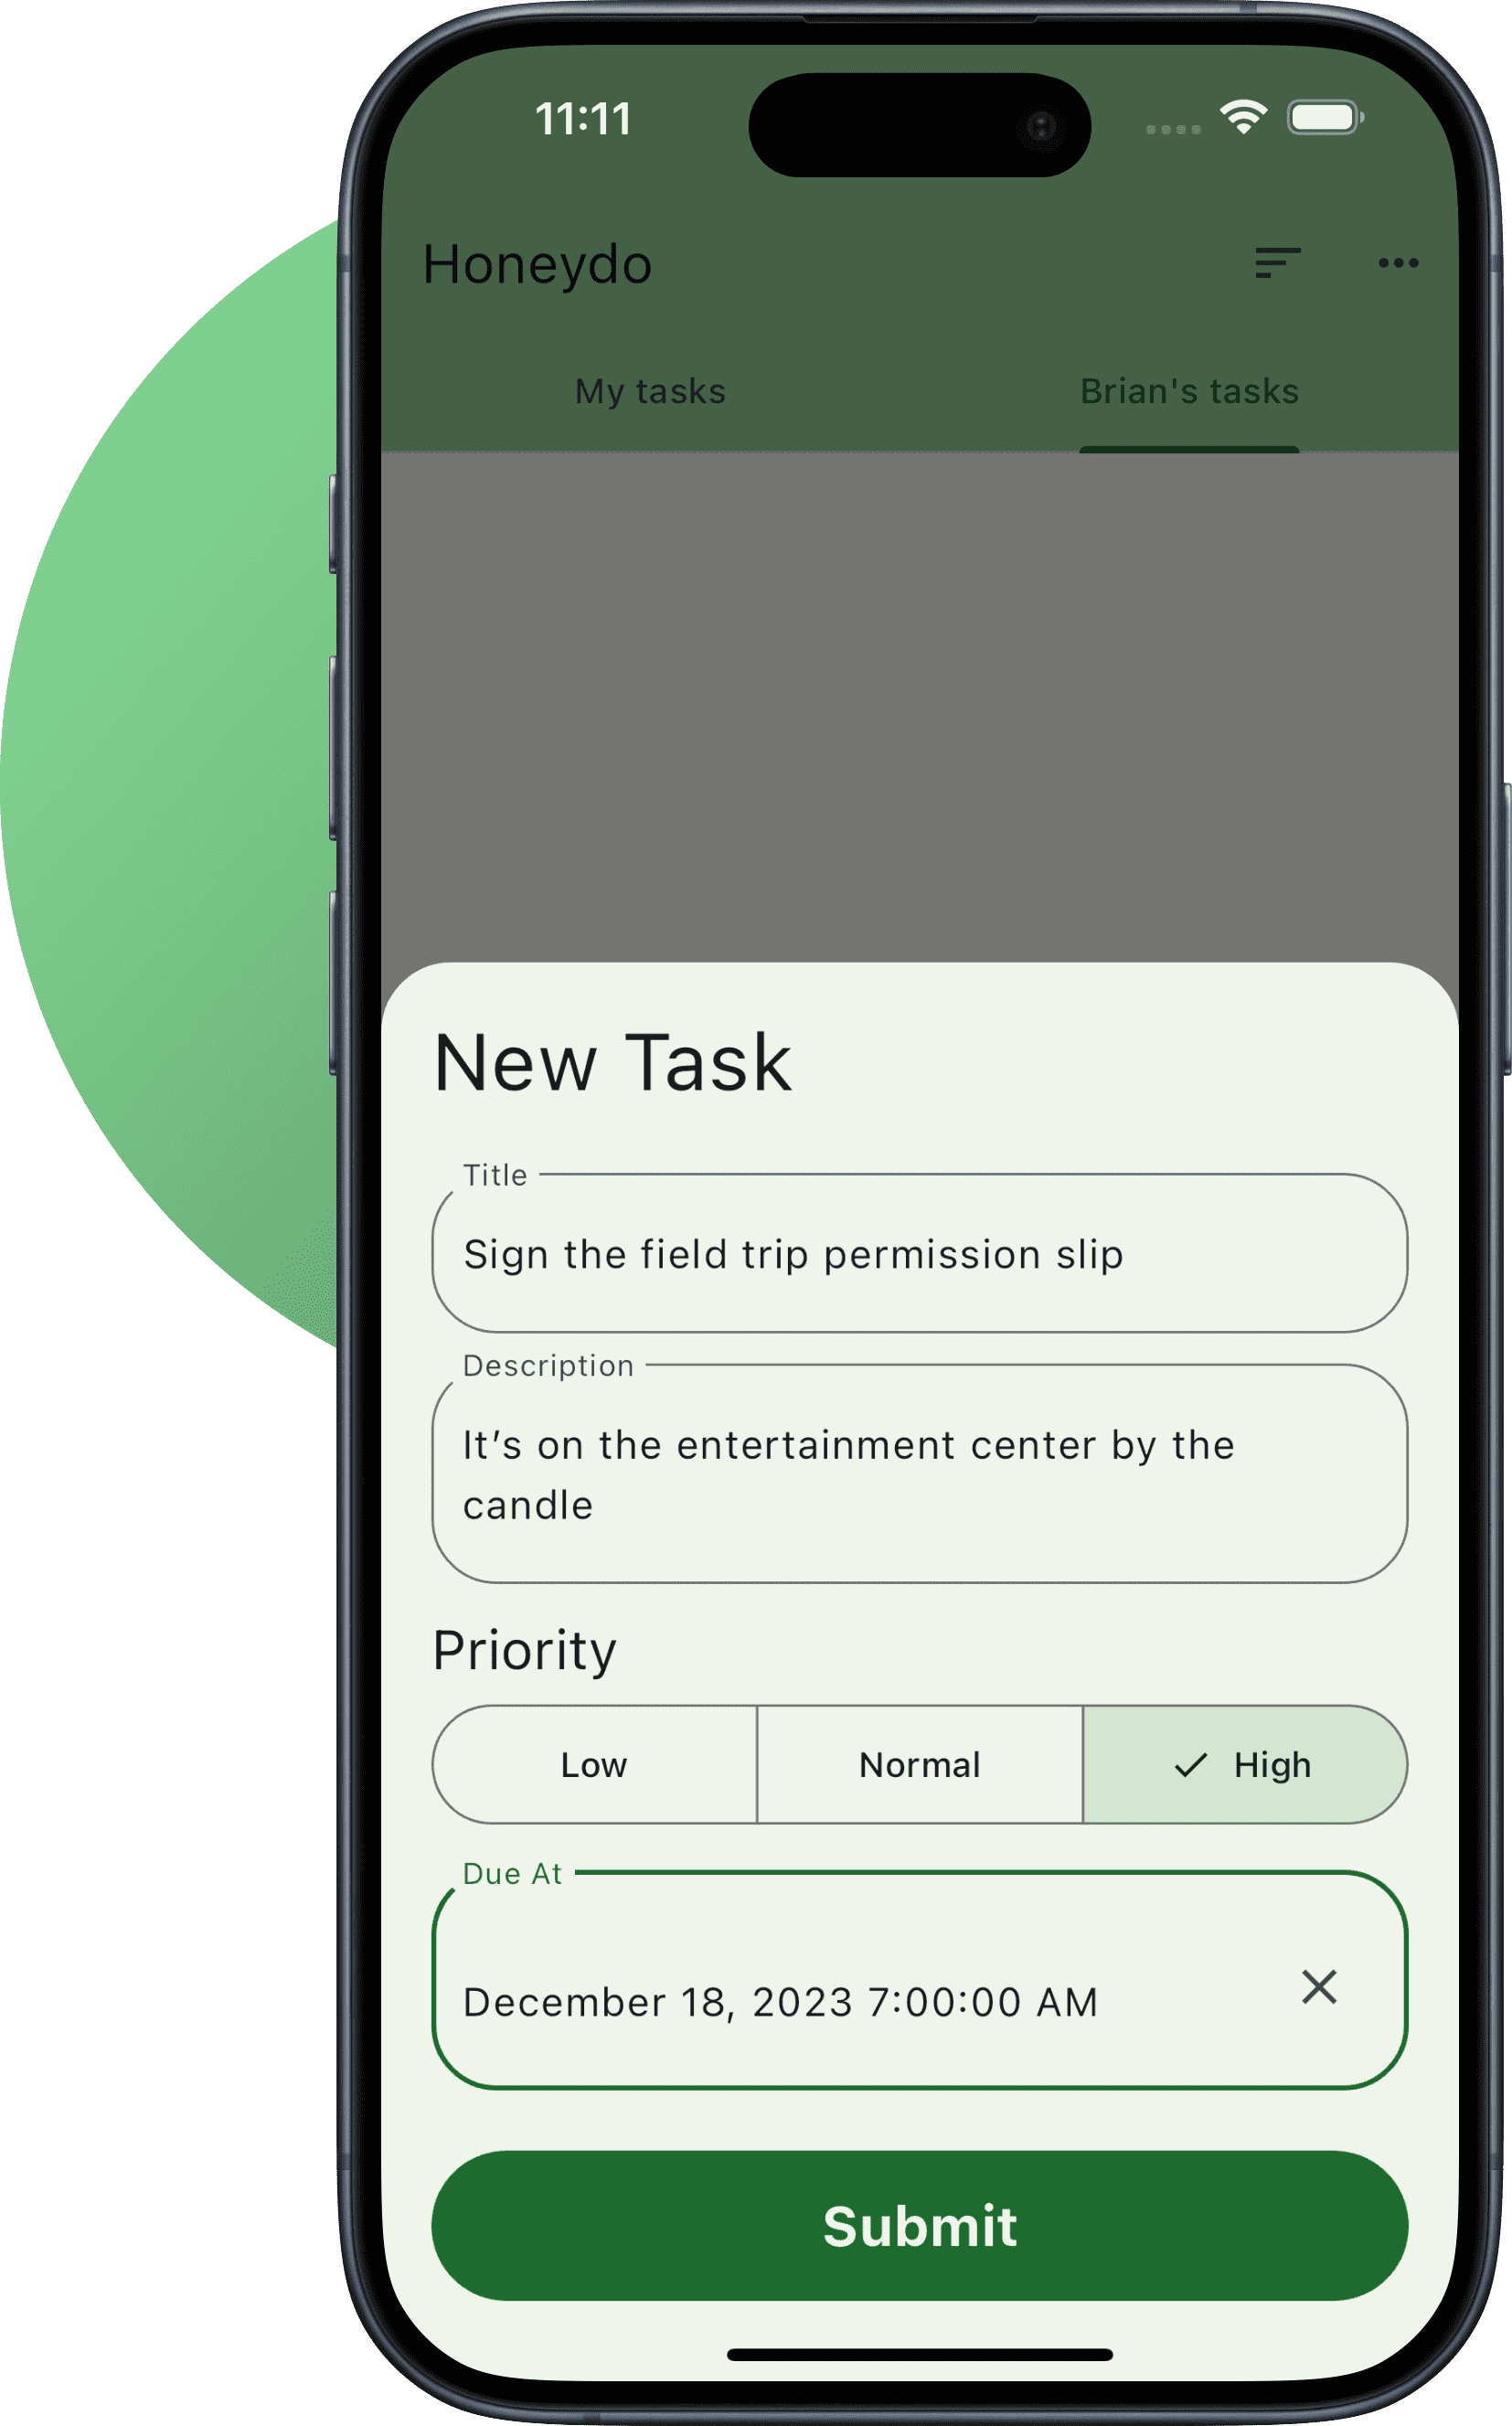 11:11
Honeydo
My tasks
Brian's tasks
New Task
Title
Sign the field trip permission slip
Description
It’s on the entertainment center by the
candle
Priority
Low
Normal
High
Due At
December 18, 2023 7:00:00 AM
Submit